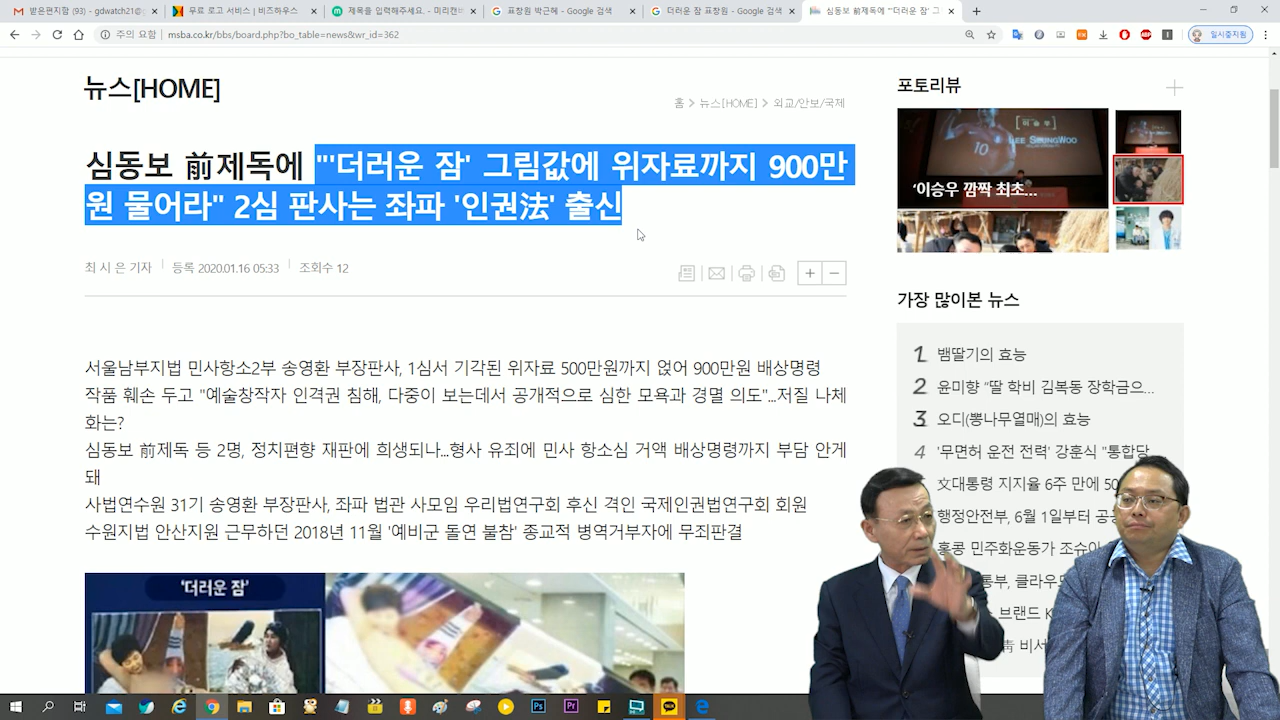 받은편지함 (93) - gdwatch21@g
무료 로고 서비스 | 비즈하우스
제목을 입력해주세요. - 미리캔버
표창원 박근혜 - Google 검색
더러운 잠 표창원 - Google 검색
심동보 前제독에 "'더러운 잠' 그
주의 요함 | msba.co.kr/bbs/board.php?bo_table=news&wr_id=362
일시중지됨
뉴스[HOME]
홈 > 뉴스[HOME] > 외교/안보/국제
심동보 前제독에 "'더러운 잠' 그림값에 위자료까지 900만
원 물어라" 2심 판사는 좌파 '인권法' 출신
최 시 은 기자 등록 2020.01.16 05:33 조회수 12
서울남부지법 민사항소2부 송영환 부장판사, 1심서 기각된 위자료 500만원까지 얹어 900만원 배상명령
작품 훼손 두고 "예술창작자 인격권 침해, 다중이 보는데서 공개적으로 심한 모욕과 경멸 의도"...저질 나체
화는?
심동보 前제독 등 2명, 정치편향 재판에 희생되나...형사 유죄에 민사 항소심 거액 배상명령까지 부담 안게
돼
사법연수원 31기 송영환 부장판사, 좌파 법관 사모임 우리법연구회 후신 격인 국제인권법연구회 회원
수원지법 안산지원 근무하던 2018년 11월 '예비군 돌연 불참' 종교적 병역거부자에 무죄판결
'더러운 잠'
포토리뷰
[이승우]
10 LEE SEUNGWOO
'이승우 깜짝 최초...
가장 많이본 뉴스
1 뱀딸기의 효능
2 윤미향 "딸 학비 김복동 장학금으...
3 오디(뽕나무열매)의 효능
4 '무면허 운전 전력' 강훈식 "통합당
文대통령 지지율 6주 만에 50
행정안전부, 6월 1일부터 공
홍콩 민주화운동가 조슈아
통부, 클라우드
브랜드 K
靑 비서